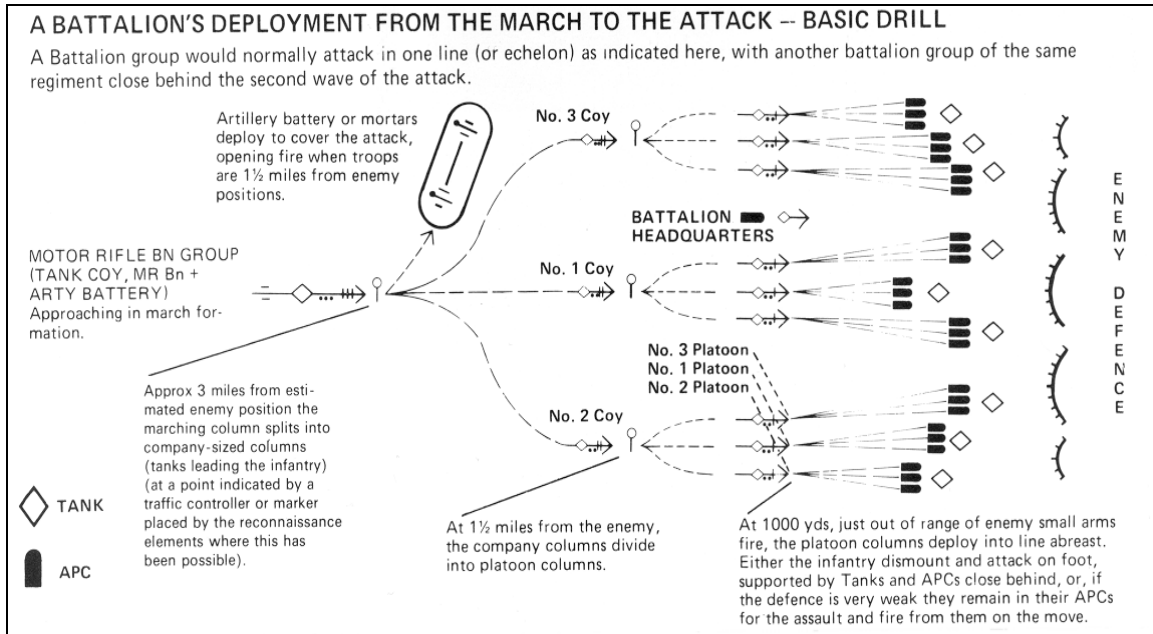 A BATTALION'S DEPLOYMENT FROM THE MARCH TO THE ATTACK -- BASIC DRILL
A Battalion group would normally attack in one line (or echelon) as indicated here, with another battalion group of the same
regiment close behind the second wave of the attack.
Artillery battery or mortars
deploy to cover the attack,
opening fire when troops
are 1½ miles from enemy
positions.
No. 3 Coy
MOTOR RIFLE BN GROUP
(TANK COY, MR Bn +
ARTY BATTERY)
Approaching in march for-
mation.
BATTALION
HEADQUARTERS
No. 1 Coy
No. 3 Platoon
No. 1 Platoon
No. 2 Platoon
No. 2 Coy
ENEMY DEFENCE
Approx 3 miles from esti-
mated enemy position the
marching column splits into
company-sized columns
(tanks leading the infantry)
(at a point indicated by a
traffic controller or marker
placed by the reconnaissance
elements where this has
been possible).
TANK
APC
At 1½ miles from the enemy,
the company columns divide
into platoon columns.
At 1000 yds, just out of range of enemy small arms
fire, the platoon columns deploy into line abreast.
Either the infantry dismount and attack on foot,
supported by Tanks and APCs close behind, or, if
the defence is very weak they remain in their APCs
for the assault and fire from them on the move.